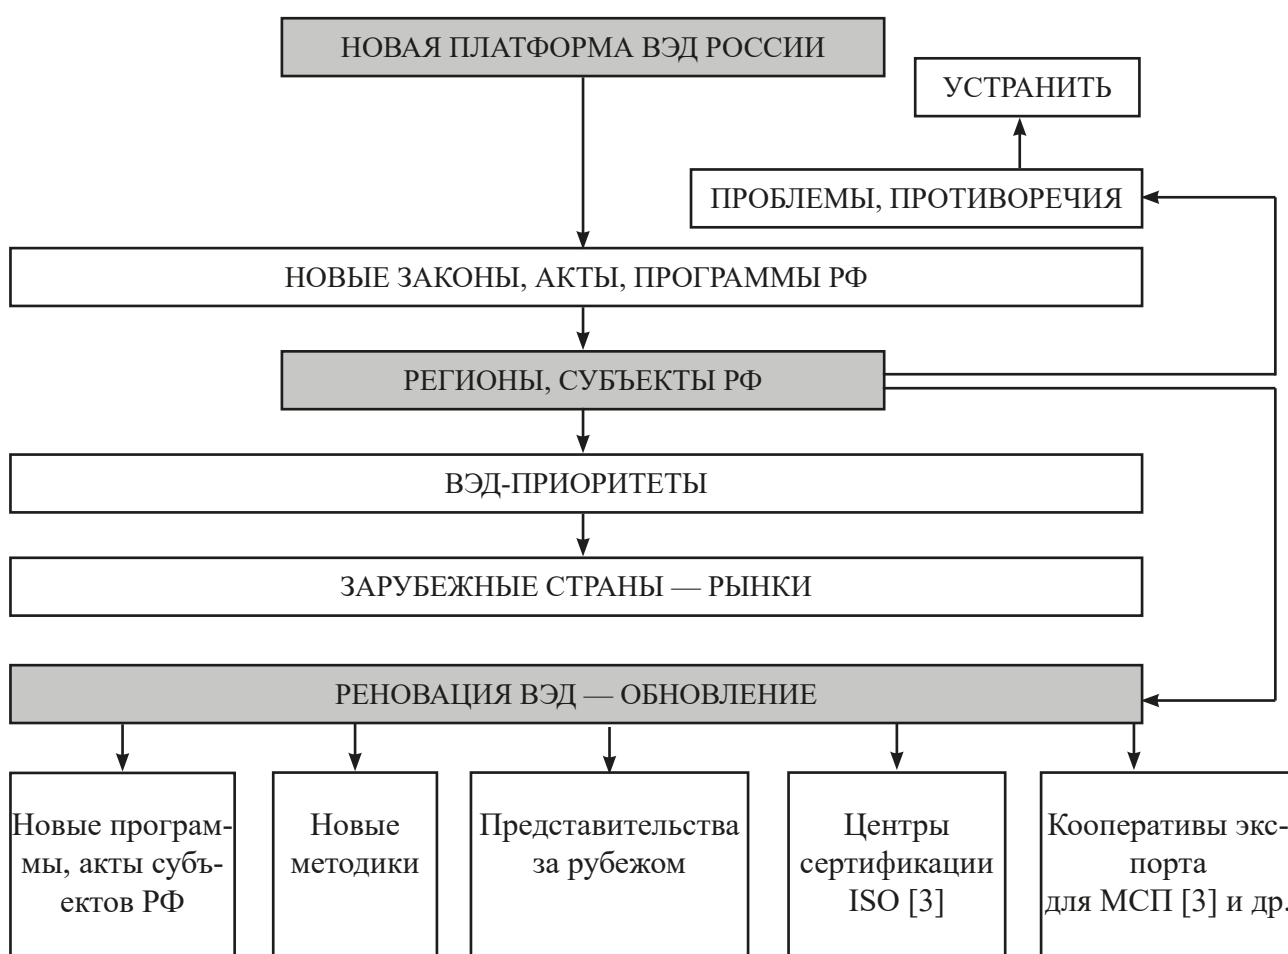 НОВАЯ ПЛАТФОРМА ВЭД РОССИИ
УСТРАНИТЬ
ПРОБЛЕМЫ, ПРОТИВОРЕЧИЯ
НОВЫЕ ЗАКОНЫ, АКТЫ, ПРОГРАММЫ РФ
РЕГИОНЫ, СУБЪЕКТЫ РФ
ВЭД-ПРИОРИТЕТЫ
ЗАРУБЕЖНЫЕ СТРАНЫ — РЫНКИ
РЕНОВАЦИЯ ВЭД — ОБНОВЛЕНИЕ
Новые програм-
мы, акты субъ-
ектов РФ
Новые
методики
Представительства
за рубежом
Центры
сертификации
ISO [3]
Кооперативы экс-
порта
для МСП [3] и др.